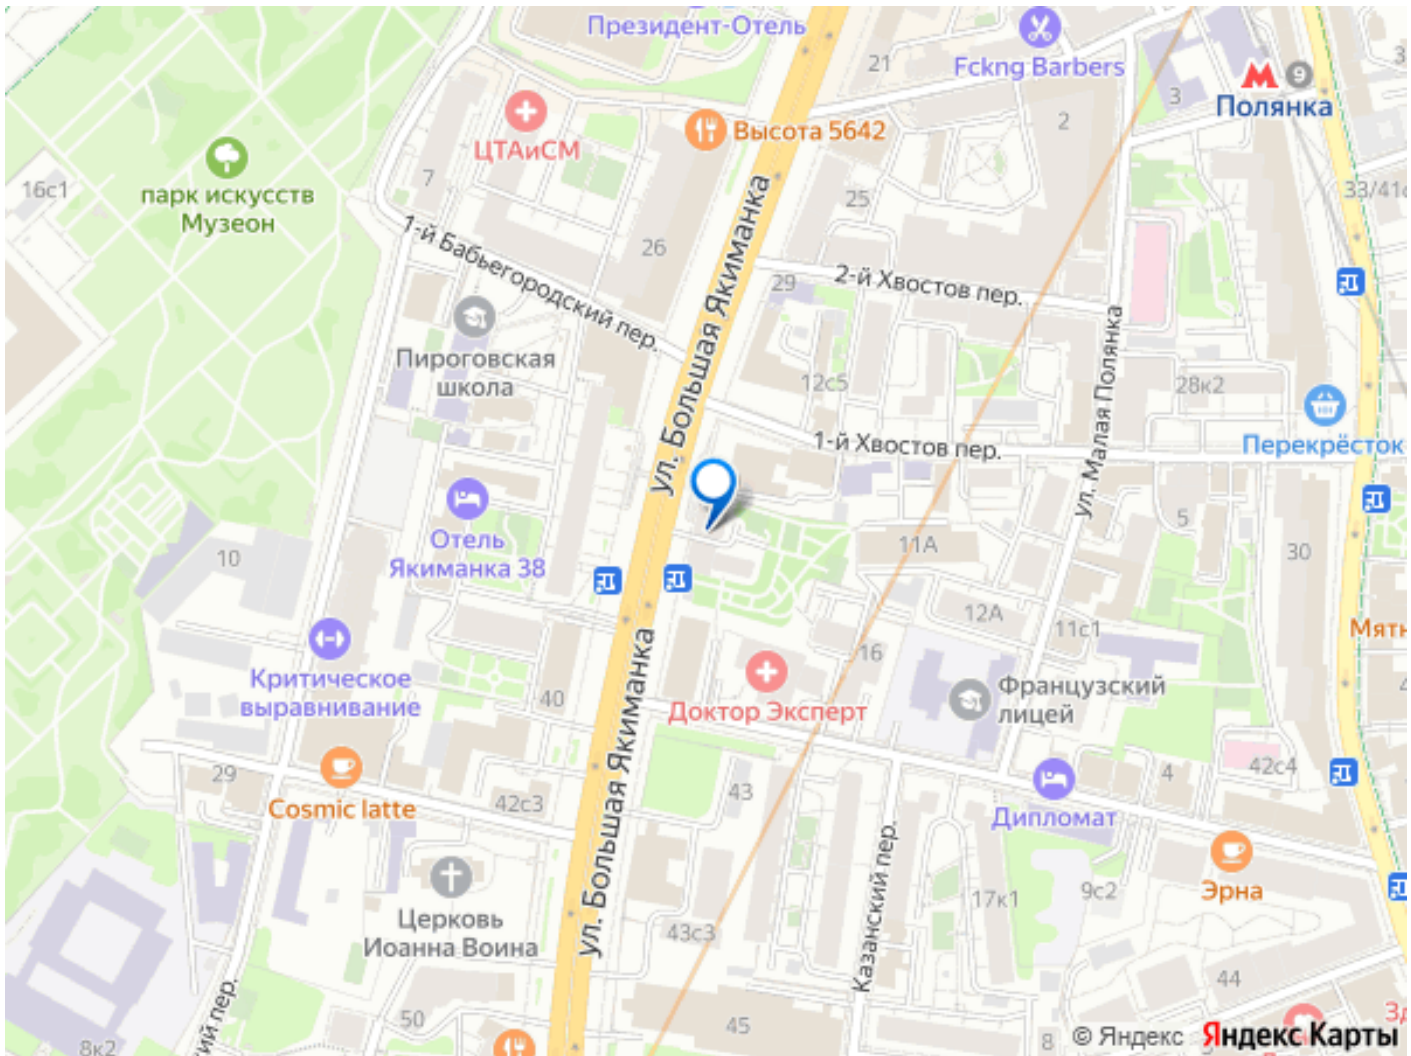 Президент-Отель
21
Fckng Barbers
9
Полянка
3
2
ЦТАиСМ
Высота 5642
7
16с1
парк искусств
Музеон
25
26
1-й Бабьегородский пер.
ул. Большая Якиманка
2-й Хвостов пер.
29
33/41с
Пироговская
школа
12с5
28к2
ул. Малая Полянка
1-й Хвостов пер.
Перекрёсток
Отель
Якиманка 38
10
11А
5
30
12А
11с1
Мятн
16
Критическое
выравнивание
40
Доктор Эксперт
Французский
лицей
29
Cosmic latte
42с3
43
4
42с4
Дипломат
ул. Большая Якиманка
Казанский пер.
17к1
9с2
Эрна
Церковь
Иоанна Воина
43с3
44
50
45
8
8к2
ий пер.
© Яндекс Яндекс Карты